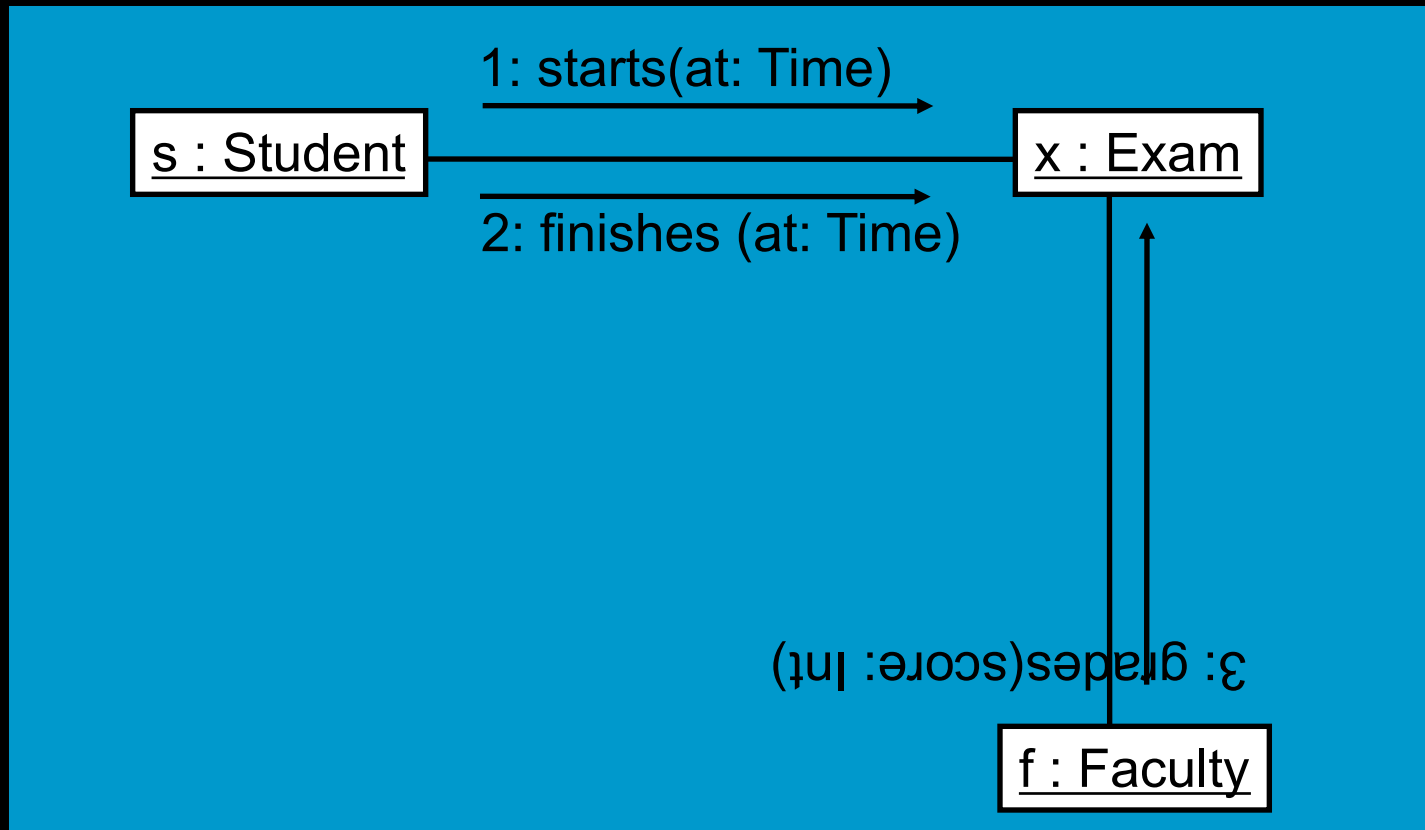 1: starts(at: Time)
s : Student
x : Exam
2: finishes (at: Time)
3: grades(score: Int)
f : Faculty